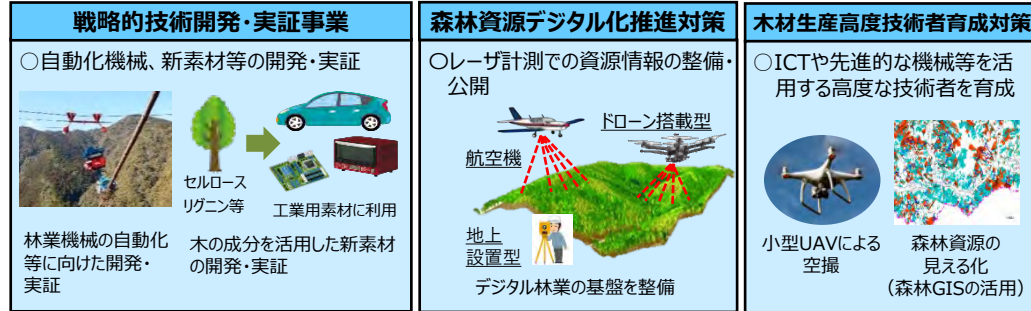 戦略的技術開発・実証事業
○自動化機械、新素材等の開発・実証
セルロース
リグニン等
工業用素材に利用
林業機械の自動化
等に向けた開発・
実証
木の成分を活用した新素材
の開発・実証
森林資源デジタル化推進対策
○レーザ計測での資源情報の整備・
公開
ドローン搭載型
航空機
地上
設置型
デジタル林業の基盤を整備
木材生産高度技術者育成対策
○ICTや先進的な機械等を活
用する高度な技術者を育成
小型UAVによる
空撮
森林資源の
見える化
（森林GISの活用）